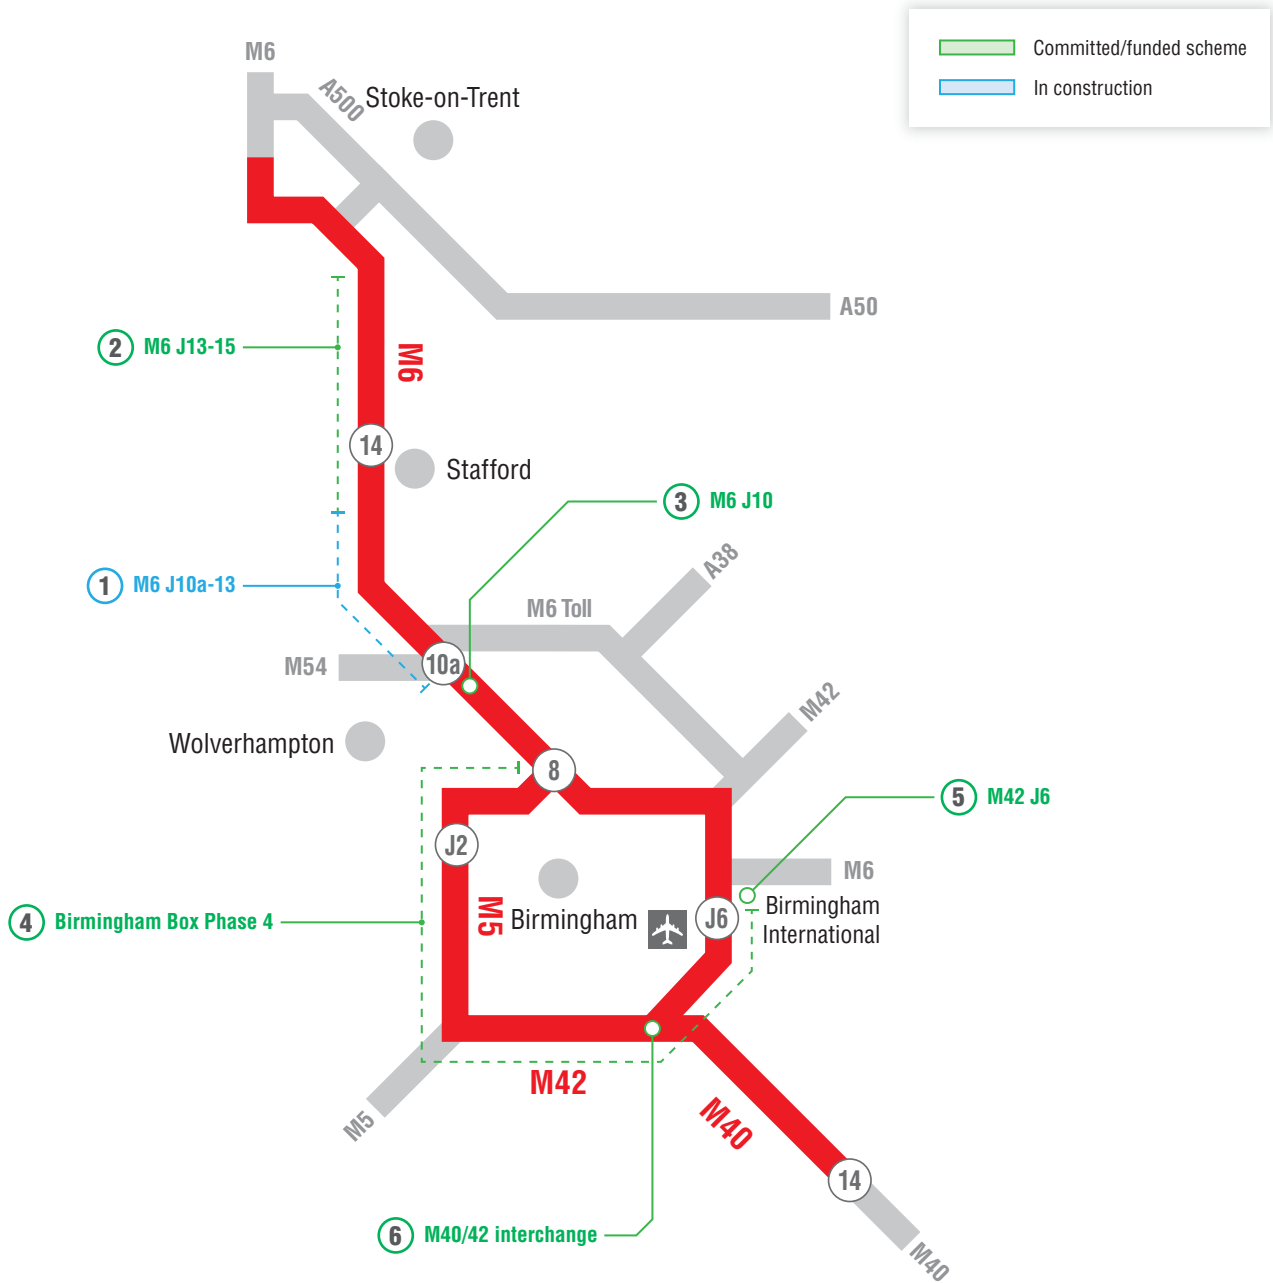 Committed/funded scheme
In construction
M6
A500
Stoke-on-Trent
A50
2 M6 J13-15
M6
14
Stafford
3 M6 J10
1 M6 J10a-13
A38
M6 Toll
M54
10a
M42
Wolverhampton
8
5 M42 J6
J2
M6
M5
Birmingham
J6
Birmingham
International
4 Birmingham Box Phase 4
M42
M5
M40
14
6 M40/42 interchange
M40